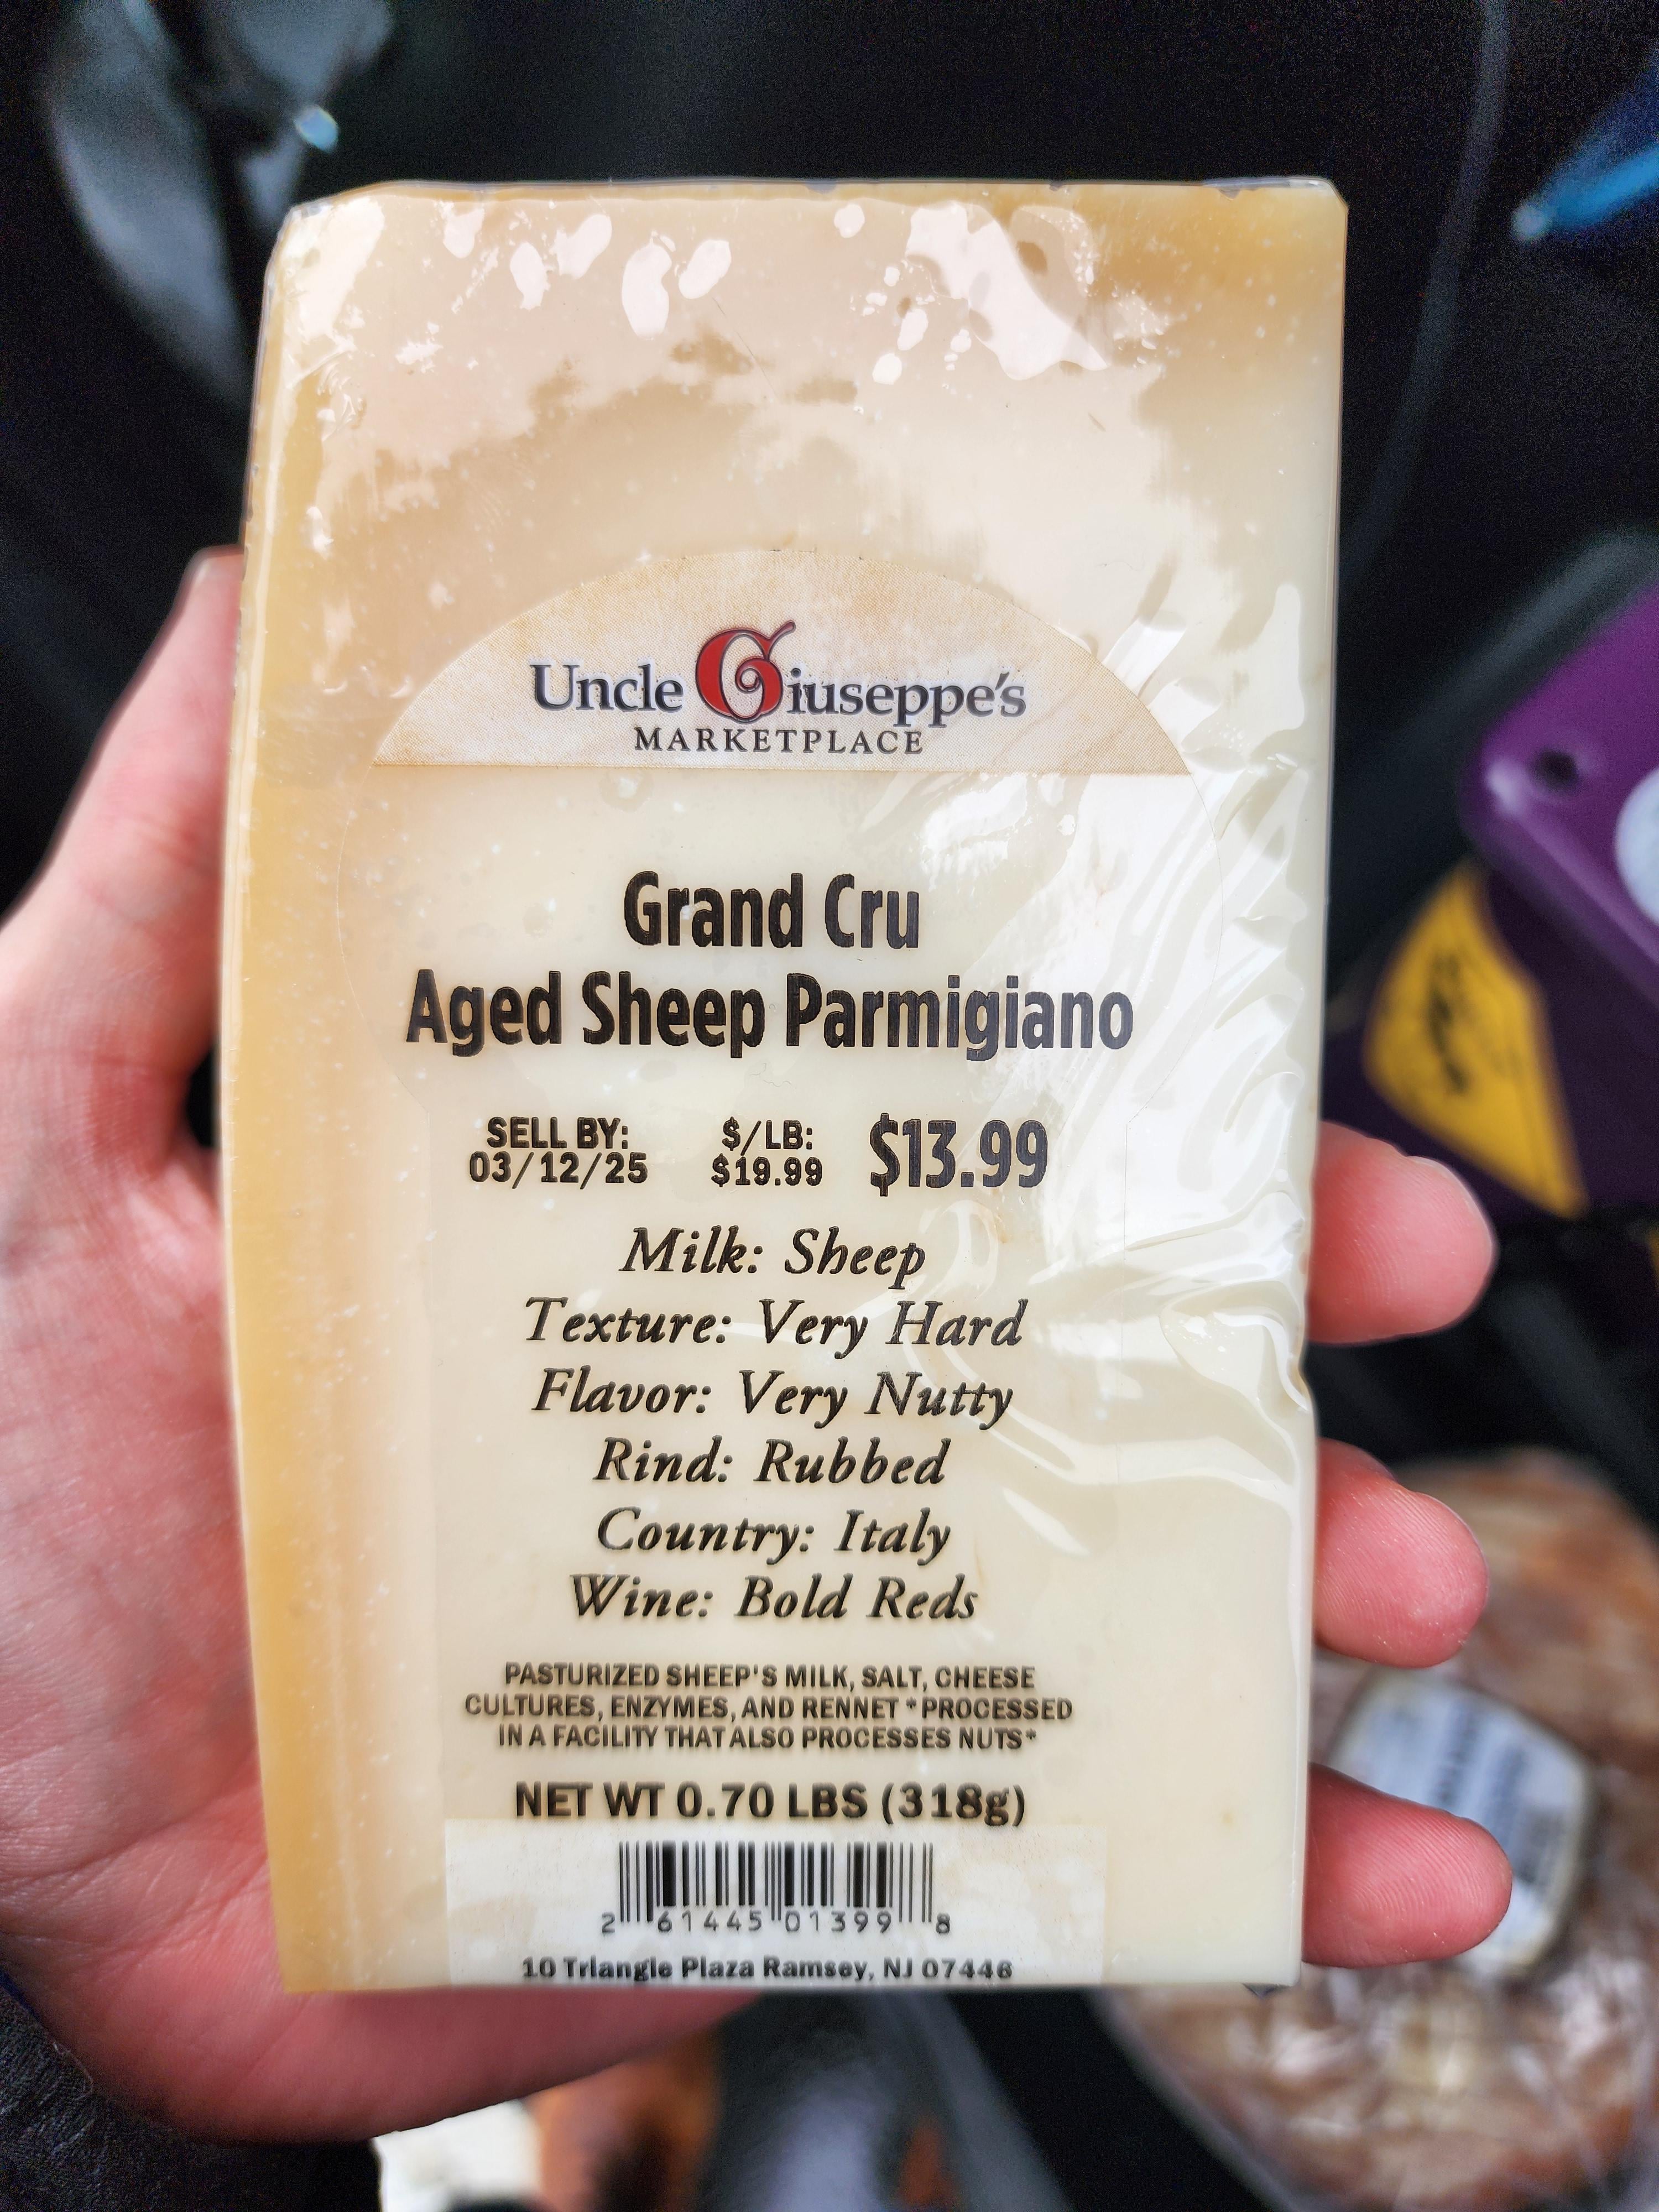 Uncle Giuseppe's
MARKETPLACE
Grand Cru
Aged Sheep Parmigiano
SELL BY: $/LB: $13.99
03/12/25 $19.99
Milk: Sheep
Texture: Very Hard
Flavor: Very Nutty
Rind: Rubbed
Country: Italy
Wine: Bold Reds
PASTURIZED SHEEP'S MILK, SALT, CHEESE
CULTURES, ENZYMES, AND RENNET *PROCESSED
IN A FACILITY THAT ALSO PROCESSES NUTS*
NET WT 0.70 LBS (318g)
2 61445 01399 8
10 Triangle Plaza Ramsey, NJ 07446